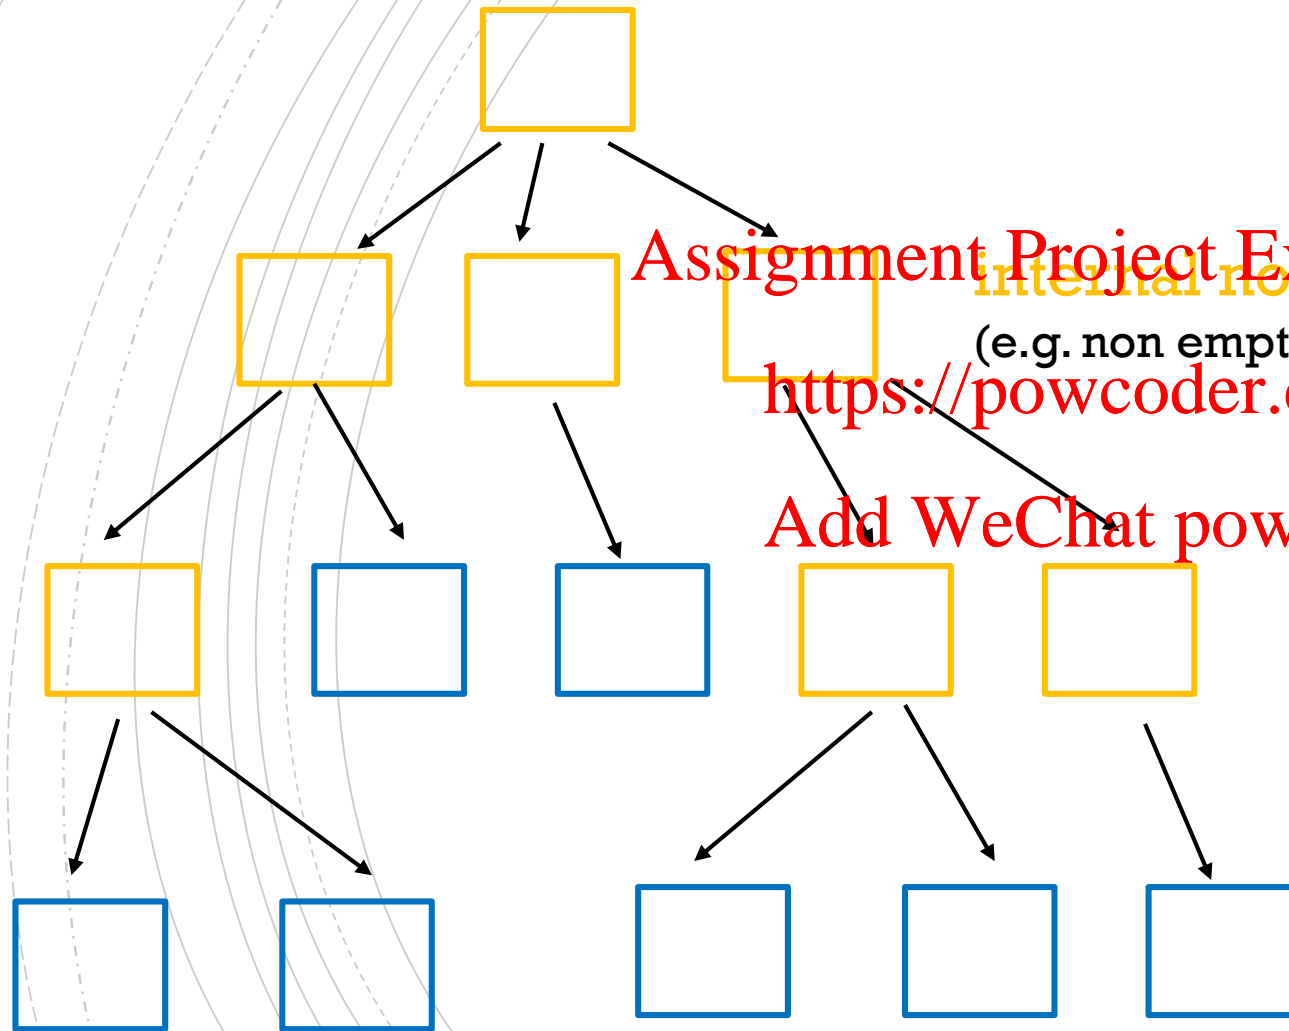 Assignment Project Ex
internal no
(e.g. non empt
https://powcoder.c
Add WeChat pow